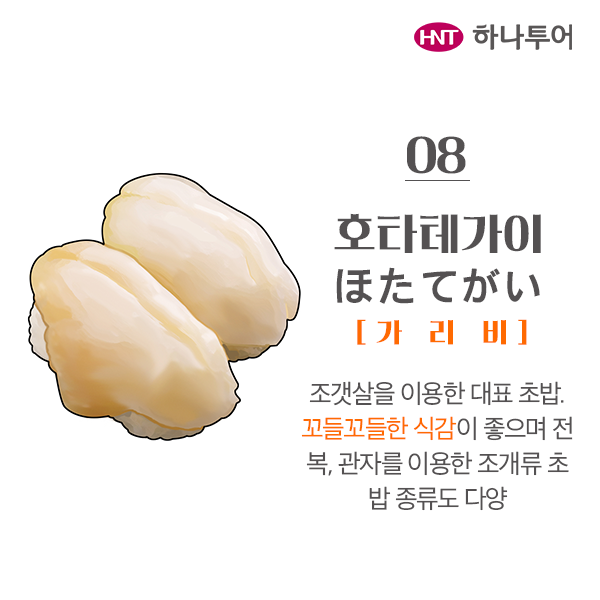 HNT 하나투어
08
호타테가이
ほたてがい
[가리비]
조갯살을 이용한 대표 초밥.
꼬들꼬들한 식감이 좋으며 전
복, 관자를 이용한 조개류 초
밥 종류도 다양